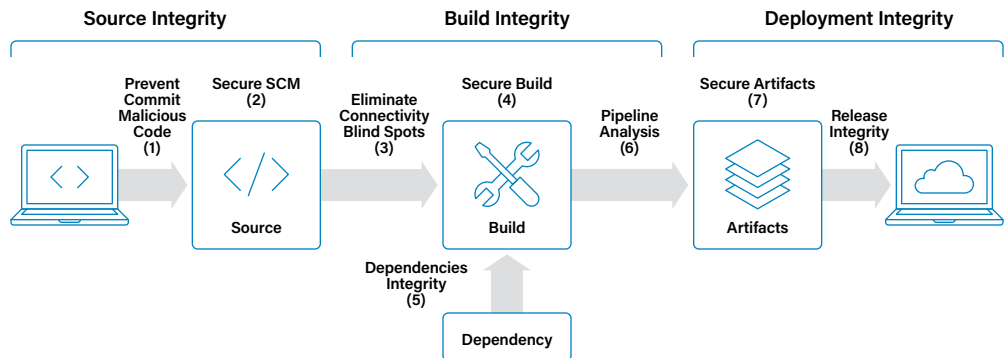 Source Integrity
Build Integrity
Deployment Integrity
Prevent
Commit
Malicious
Code
(1)
Secure SCM
(2)
Eliminate
Connectivity
Blind Spots
(3)
Secure Build
(4)
Pipeline
Analysis
(6)
Secure Artifacts
(7)
Release
Integrity
(8)
Source
Build
Artifacts
Dependencies
Integrity
(5)
Dependency